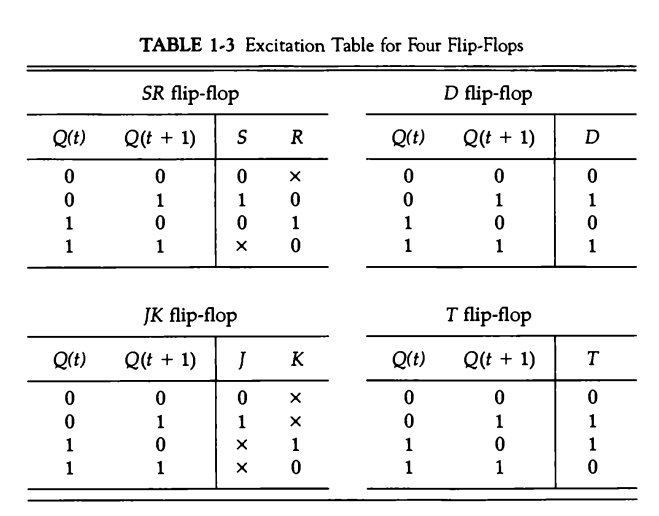 TABLE 1-3 Excitation Table for Four Flip-Flops
SR flip-flop
Q(t) Q(t + 1) S R
0 0 0 ×
0 1 1 0
1 0 0 1
1 1 × 0
D flip-flop
Q(t) Q(t + 1) D
0 0 0
0 1 1
1 0 0
1 1 1
JK flip-flop
Q(t) Q(t + 1) J K
0 0 0 ×
0 1 1 ×
1 0 × 1
1 1 × 0
T flip-flop
Q(t) Q(t + 1) T
0 0 0
0 1 1
1 0 1
1 1 0